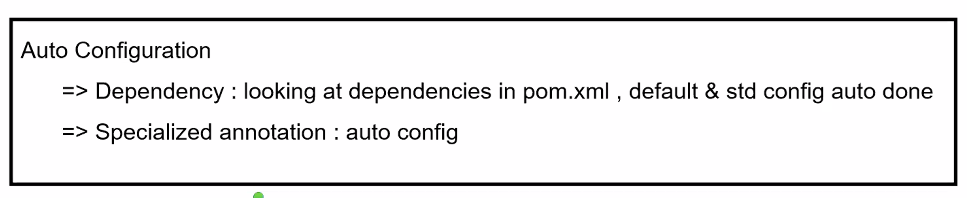 Auto Configuration
=> Dependency : looking at dependencies in pom.xml , default & std config auto done
=> Specialized annotation : auto config